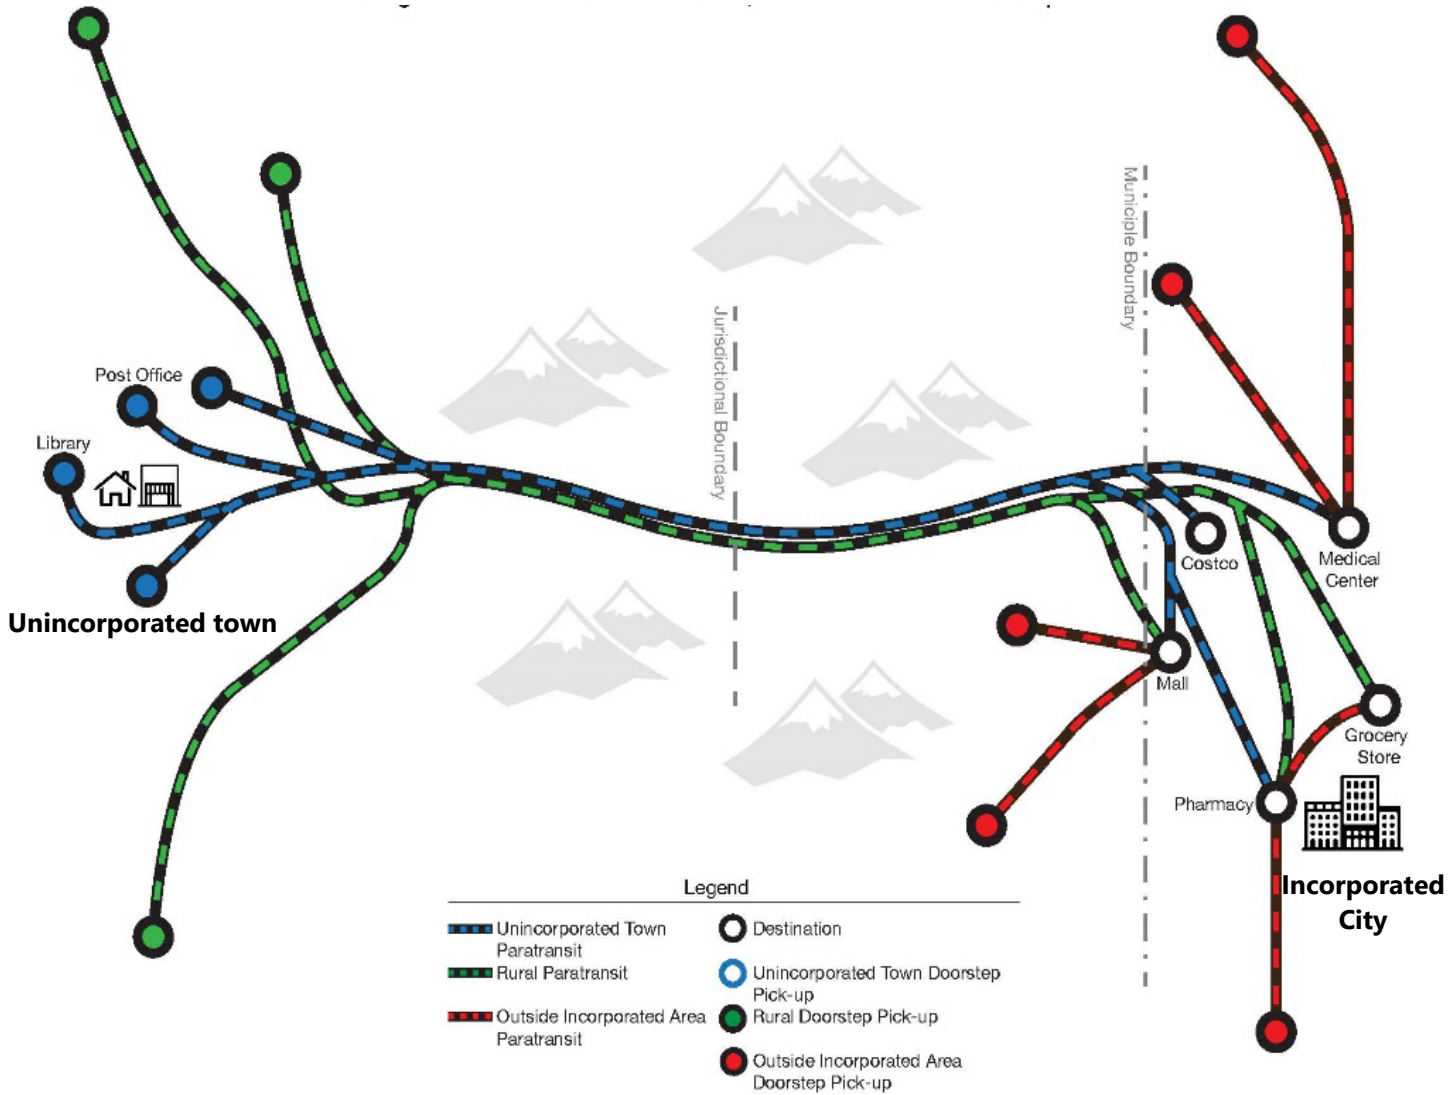 Municiple Boundary
Jurisdictional Boundary
Post Office
Library
Unincorporated town
Costco
Medical
Center
Mall
Grocery
Store
Pharmacy
Incorporated
City
Legend
Unincorporated Town
Paratransit
Rural Paratransit
Outside Incorporated Area
Paratransit
Destination
Unincorporated Town Doorstep
Pick-up
Rural Doorstep Pick-up
Outside Incorporated Area
Doorstep Pick-up